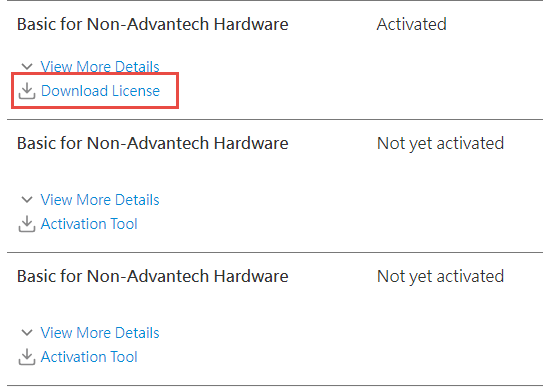 Basic for Non-Advantech Hardware Activated
View More Details
Download License
Basic for Non-Advantech Hardware Not yet activated
View More Details
Activation Tool
Basic for Non-Advantech Hardware Not yet activated
View More Details
Activation Tool